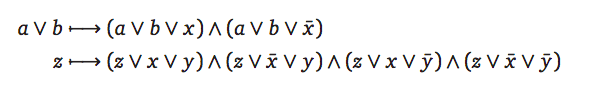 a ∨ b ⟼ (a ∨ b ∨ x) ∧ (a ∨ b ∨ x̄)
z ⟼ (z ∨ x ∨ y) ∧ (z ∨ x̄ ∨ y) ∧ (z ∨ x ∨ ȳ) ∧ (z ∨ x̄ ∨ ȳ)